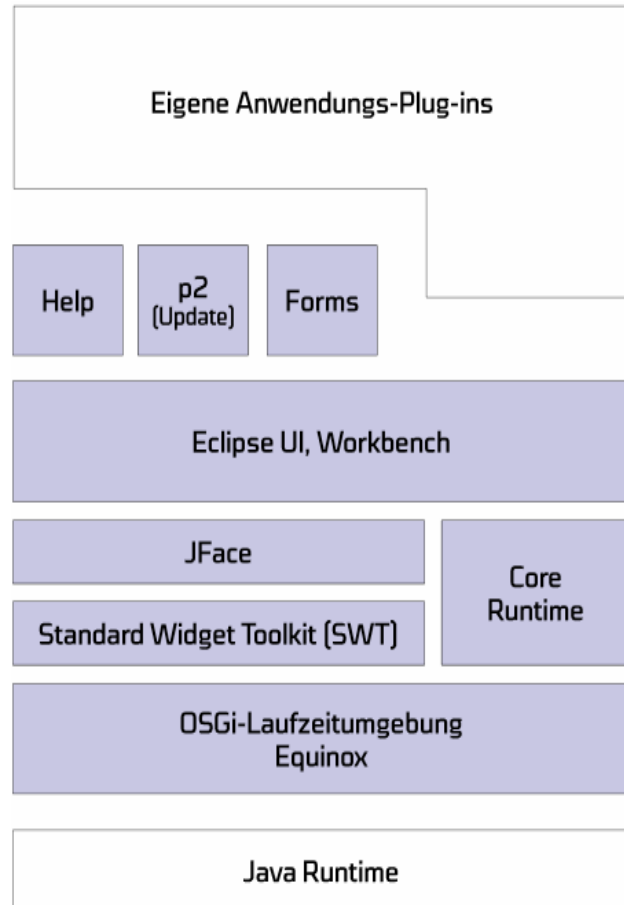 Eigene Anwendungs-Plug-ins
Help
p2
(Update)
Forms
Eclipse UI, Workbench
JFace
Core
Runtime
Standard Widget Toolkit (SWT)
OSGi-Laufzeitumgebung
Equinox
Java Runtime